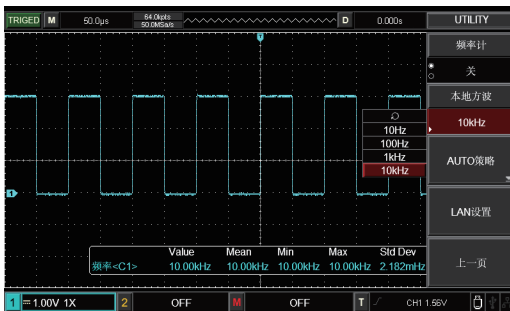 TRIGED M 50.0μs 64.0kpts 50.0MSa/s D 0.000s UTILITY
T
频率计
关
本地方波
10kHz
10Hz
100Hz
1kHz
10kHz
AUTO策略
1
LAN设置
Value Mean Min Max Std Dev
频率<C1> 10.00kHz 10.00kHz 10.00kHz 10.00kHz 2.182mHz
上一页
1 1.00V 1X 2 OFF M OFF T CH1 1.56V